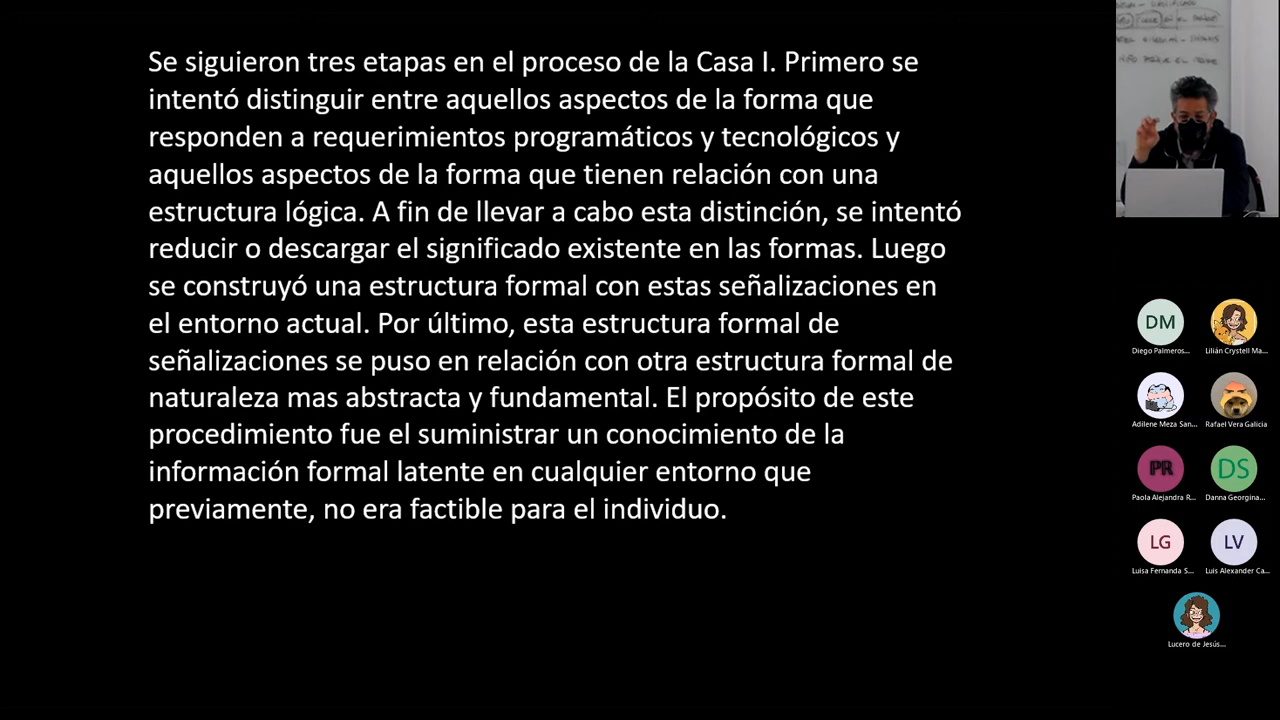 Se siguieron tres etapas en el proceso de la Casa I. Primero se
intentó distinguir entre aquellos aspectos de la forma que
responden a requerimientos programáticos y tecnológicos y
aquellos aspectos de la forma que tienen relación con una
estructura lógica. A fin de llevar a cabo esta distinción, se intentó
reducir o descargar el significado existente en las formas. Luego
se construyó una estructura formal con estas señalizaciones en
el entorno actual. Por último, esta estructura formal de
señalizaciones se puso en relación con otra estructura formal de
naturaleza mas abstracta y fundamental. El propósito de este
procedimiento fue el suministrar un conocimiento de la
información formal latente en cualquier entorno que
previamente, no era factible para el individuo.
DM
Diego Palmeros...
Lilián Crystell Ma...
Adilene Meza San...
Rafael Vera Galicia
PR
Paola Alejandra R...
DS
Danna Georgina...
LG
Luisa Fernanda S...
LV
Luis Alexander Ca...
Lucero de Jesús...